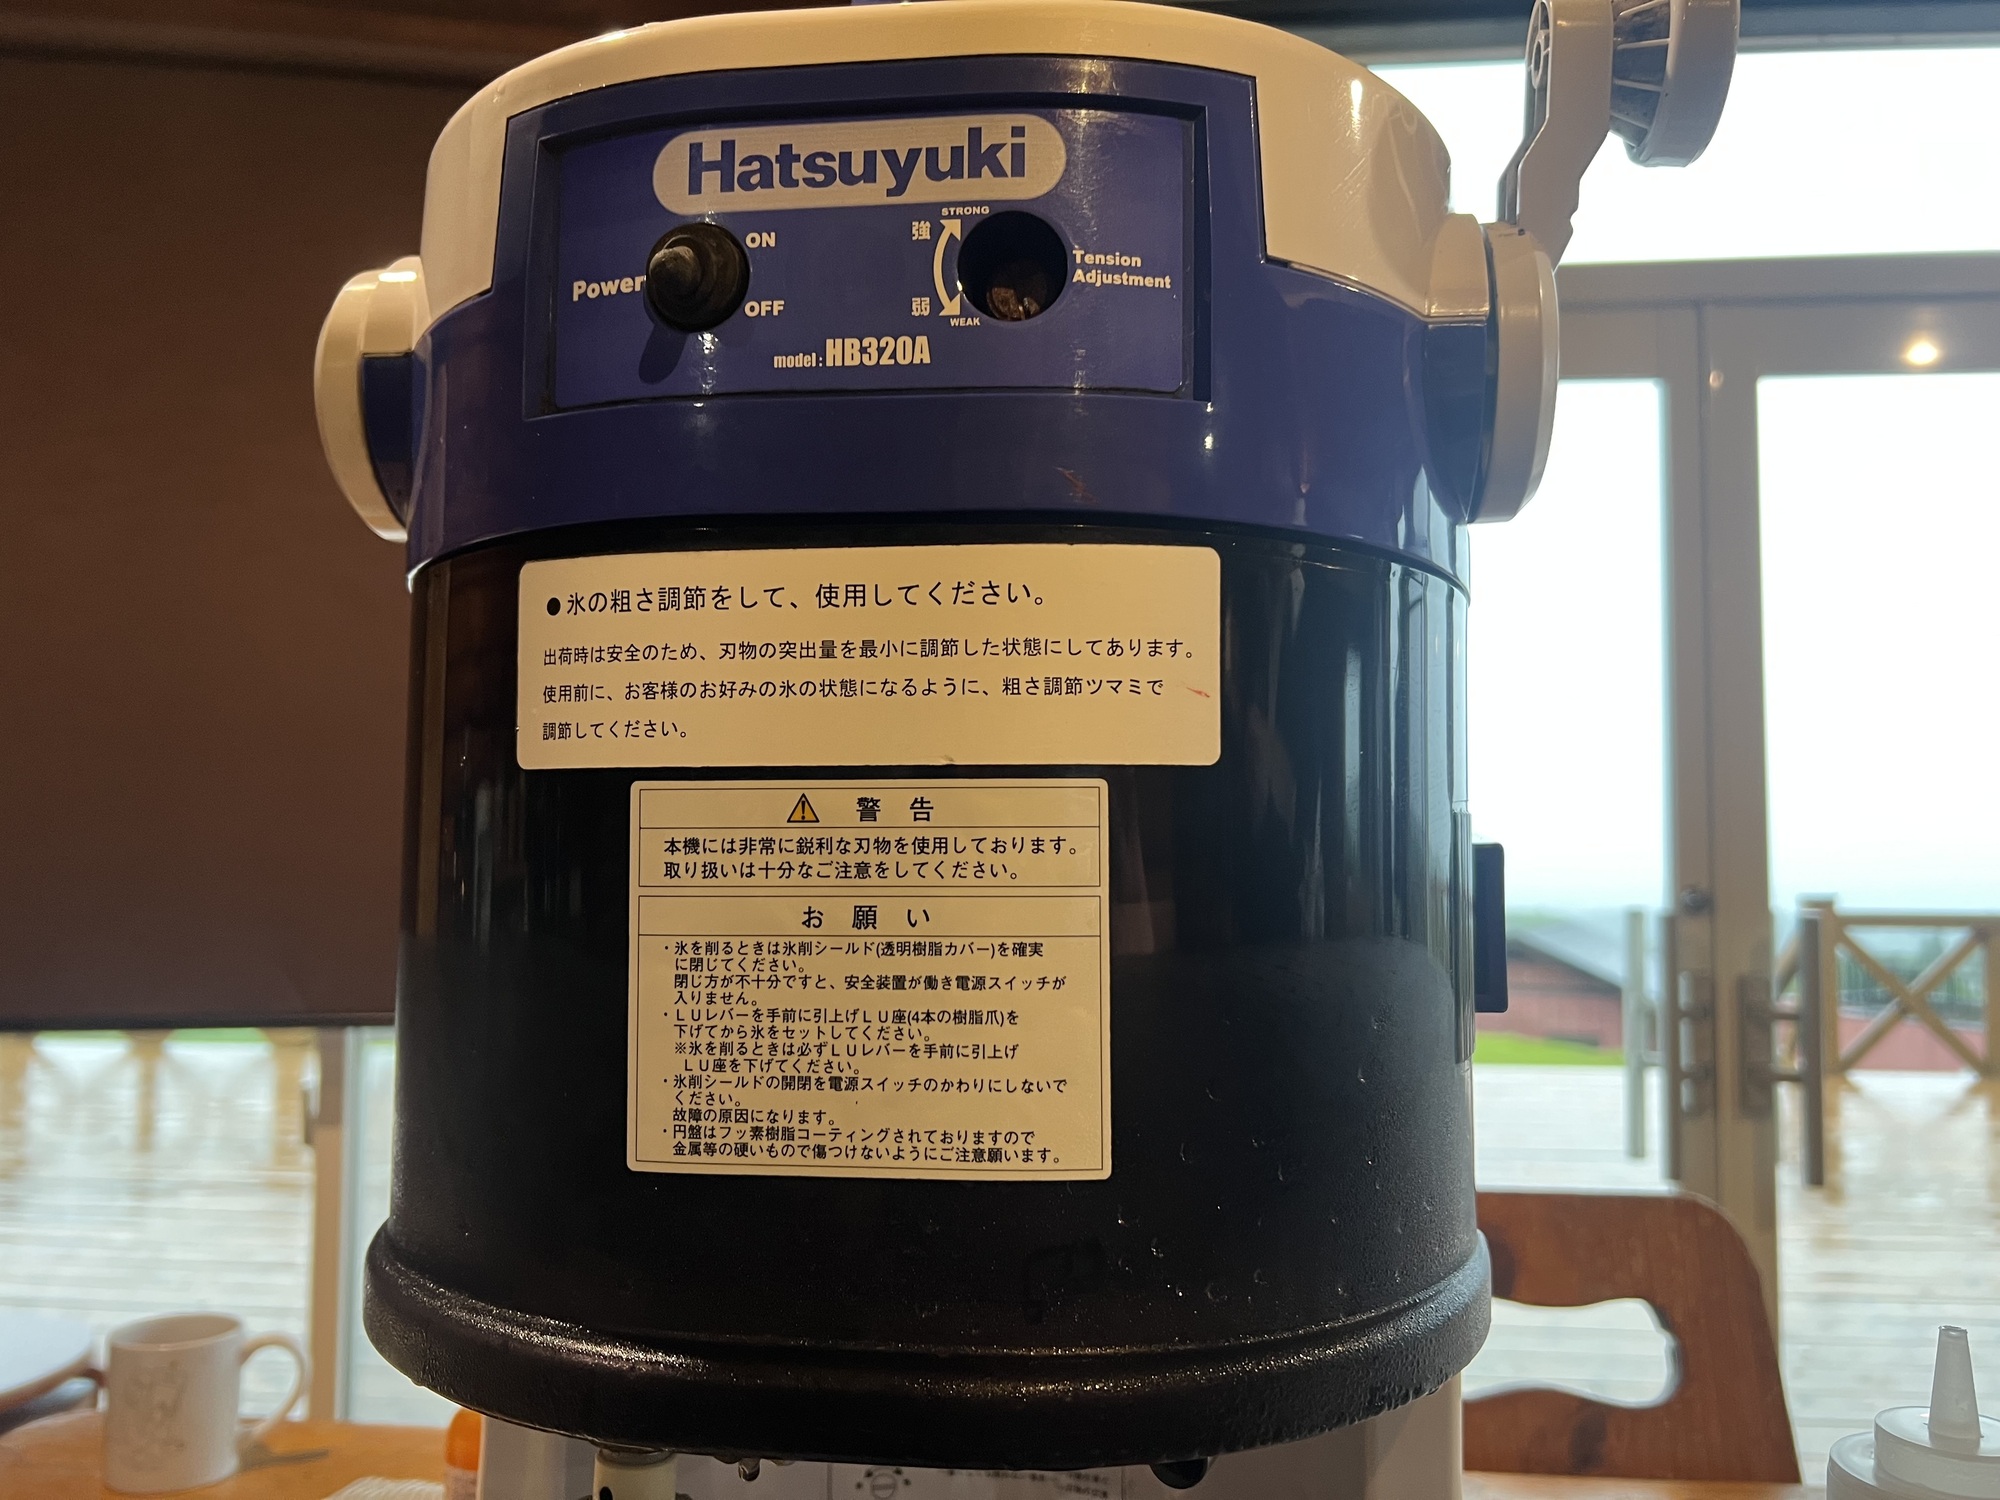 Hatsuyuki
STRONG
強
ON
Power
Tension
Adjustment
OFF
弱
WEAK
model : HB320A
●氷の粗さ調節をして、使用してください。
出荷時は安全のため、刃物の突出量を最小に調節した状態にしてあります。
使用前に、お客様のお好みの氷の状態になるように、粗さ調節ツマミで
調節してください。
警 告
本機には非常に鋭利な刃物を使用しております。
取り扱いは十分なご注意をしてください。
お 願 い
・氷を削るときは氷削シールド(透明樹脂カバー)を確実
に閉じてください。
閉じ方が不十分ですと、安全装置が働き電源スイッチが
入りません。
・ＬＵレバーを手前に引上げＬＵ座(4本の樹脂爪)を
下げてから氷をセットしてください。
※氷を削るときは必ずＬＵレバーを手前に引上げ
ＬＵ座を下げてください。
・氷削シールドの開閉を電源スイッチのかわりにしないで
ください。
故障の原因になります。
・円盤はフッ素樹脂コーティングされておりますので
金属等の硬いもので傷つけないようにご注意願います。